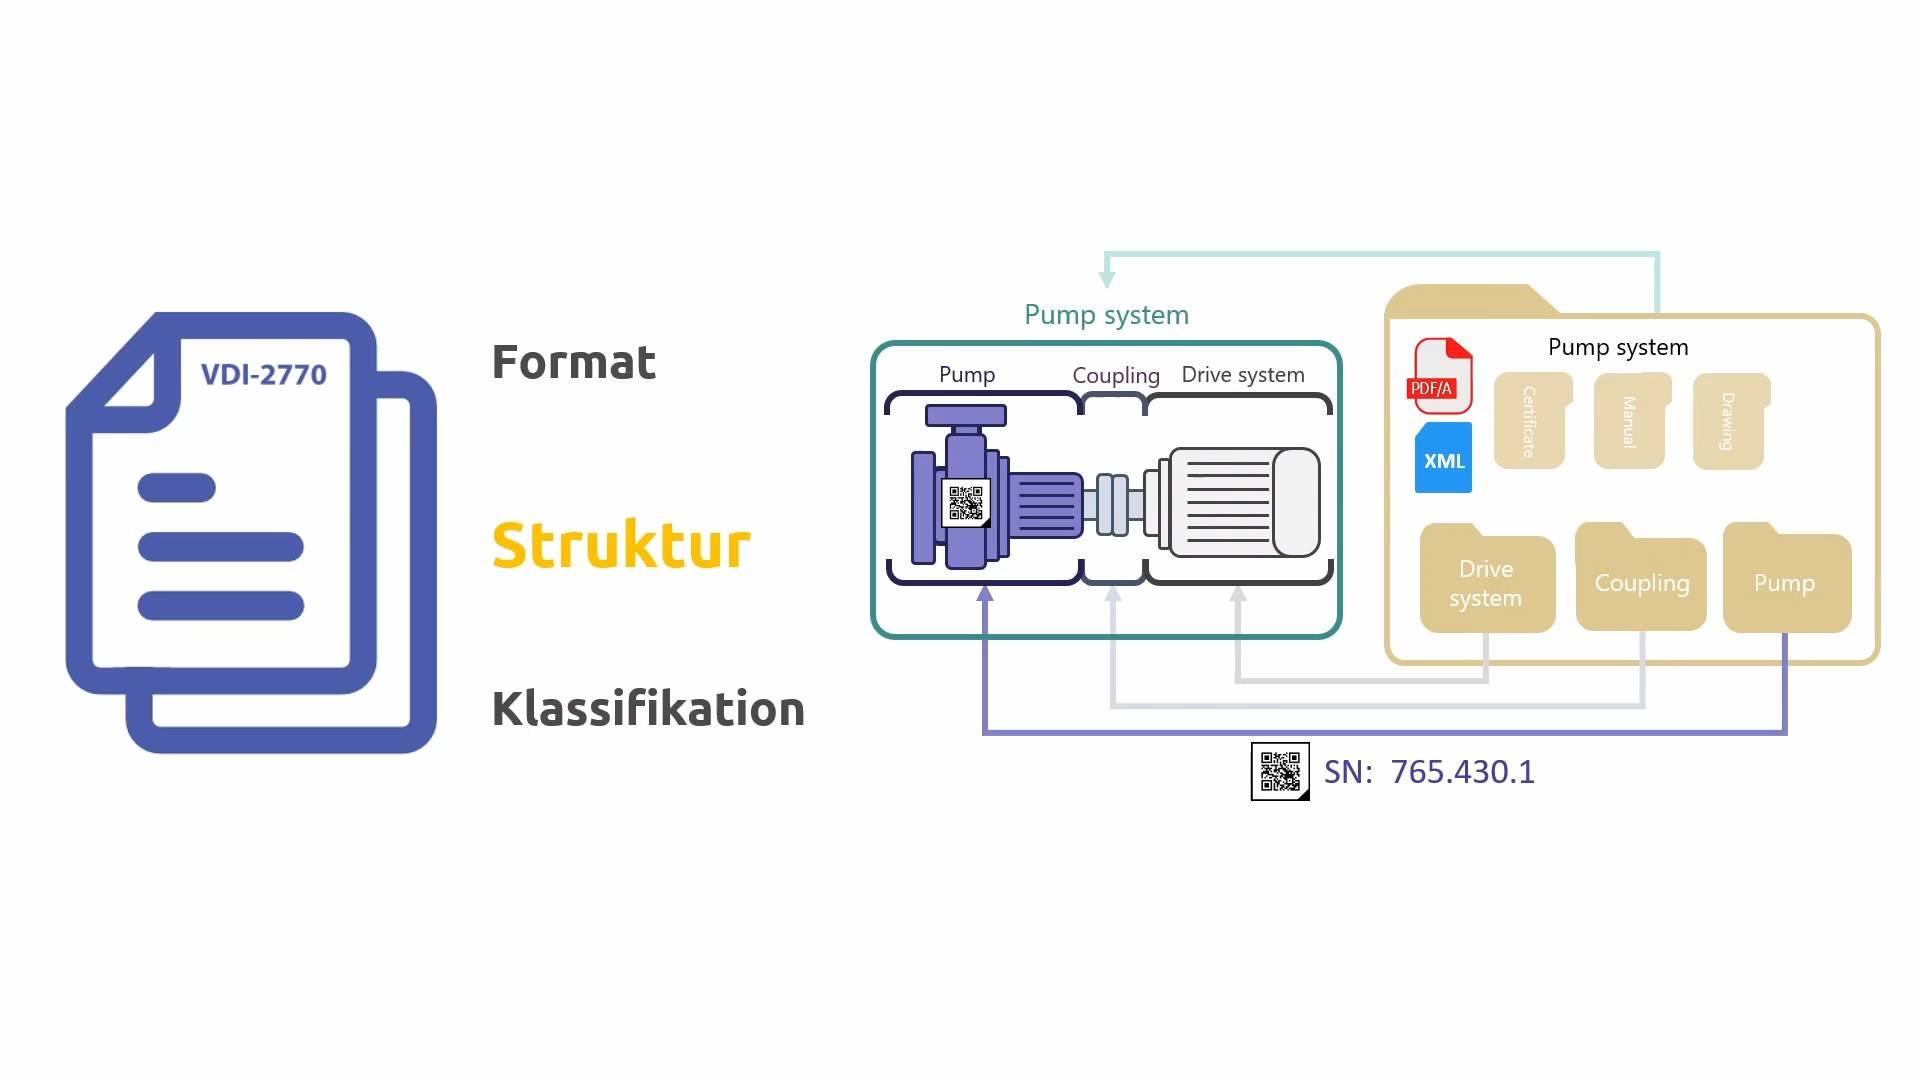 VDI-2770
Format
Struktur
Klassifikation
Pump system
Pump
Coupling
Drive system
Pump system
PDF/A
XML
Certificate
Manual
Drawing
Drive
system
Coupling
Pump
SN: 765.430.1